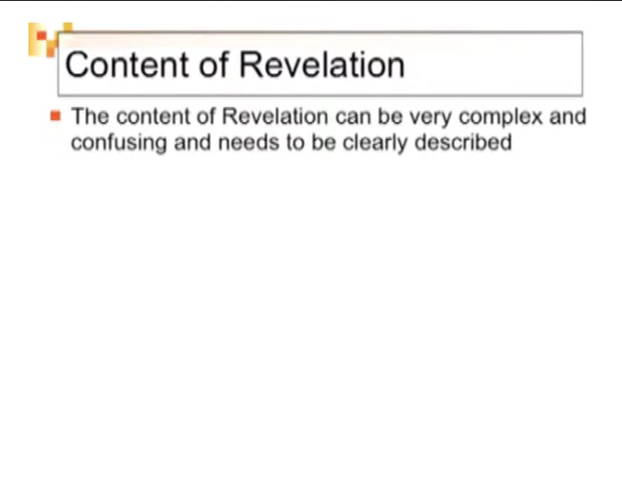 Content of Revelation
The content of Revelation can be very complex and
confusing and needs to be clearly described